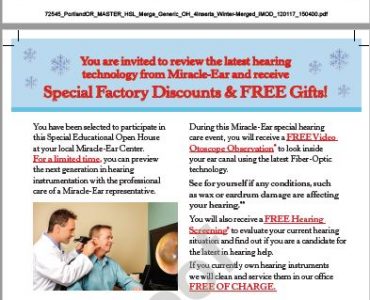 72545_PortlandOR_MASTER_HSL_Merge_Generic_OH_4Inserts_Winter-Merged_IMOD_120117_150400.pdf
You are invited to review the latest hearing
technology from Miracle-Ear and receive
Special Factory Discounts & FREE Gifts!
You have been selected to participate in
this Special Educational Open House
at your local Miracle-Ear Center.
For a limited time, you can preview
the next generation in hearing
instrumentation with the professional
care of a Miracle-Ear representative.
During this Miracle-Ear special hearing
care event, you will receive a FREE Video
Otoscope Observation* to look inside
your ear canal using the latest Fiber-Optic
technology.
See for yourself if any conditions, such
as wax or eardrum damage are affecting
your hearing.**
You will also receive a FREE Hearing
Screening* to evaluate your current hearing
situation and find out if you are a candidate for
the latest in hearing help.
If you currently own hearing instruments
we will clean and service them in our office
FREE OF CHARGE.